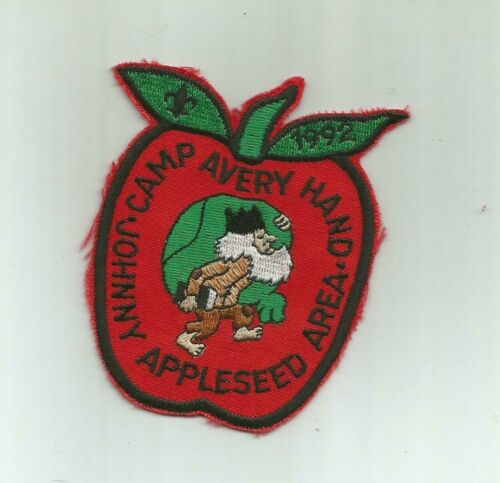 1992
CAMP AVERY HAND
JOHNNY APPLESEED AREA